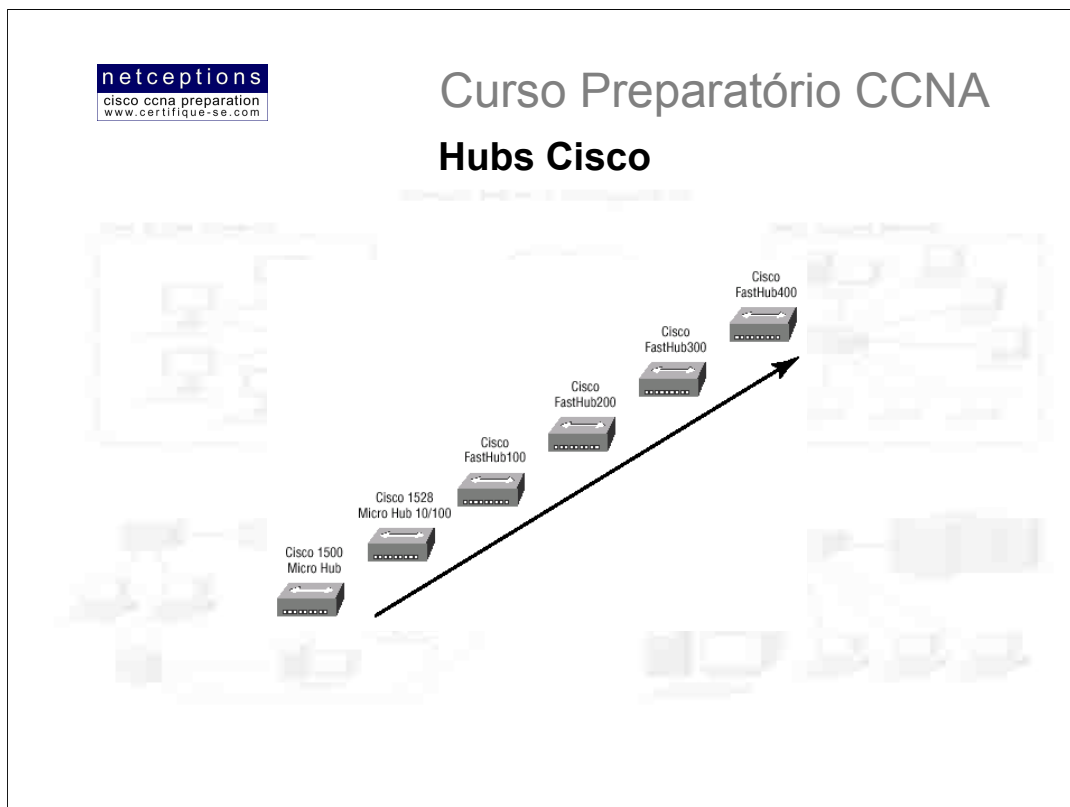 netceptions
cisco ccna preparation
www.certifique-se.com
Curso Preparatório CCNA
Hubs Cisco
Cisco
FastHub400
Cisco
FastHub300
Cisco
FastHub200
Cisco
FastHub100
Cisco 1528
Micro Hub 10/100
Cisco 1500
Micro Hub